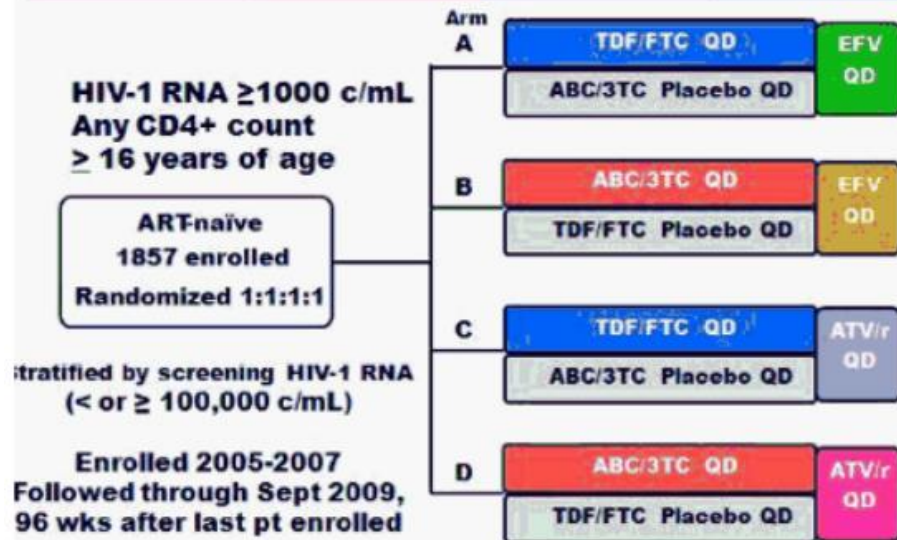 HIV-1 RNA ≥1000 c/mL
Any CD4+ count
≥ 16 years of age
ART-naïve
1857 enrolled
Randomized 1:1:1:1
tratified by screening HIV-1 RNA
(< or ≥ 100,000 c/mL)
Enrolled 2005-2007
Followed through Sept 2009,
96 wks after last pt enrolled
Arm
A
TDF/FTC QD
ABC/3TC Placebo QD
EFV
QD
B
ABC/3TC QD
TDF/FTC Placebo QD
EFV
QD
C
TDF/FTC QD
ABC/3TC Placebo QD
ATV/r
QD
D
ABC/3TC QD
TDF/FTC Placebo QD
ATV/r
QD